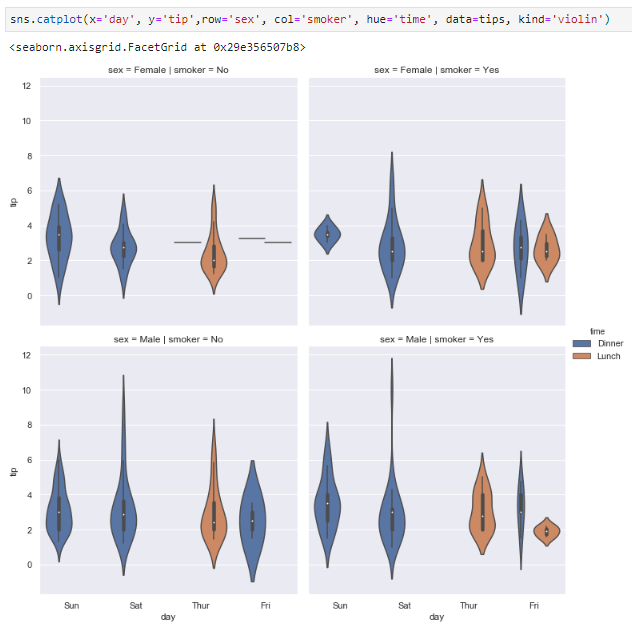 sns.catplot(x='day', y='tip',row='sex', col='smoker', hue='time', data=tips, kind='violin')
<seaborn.axisgrid.FacetGrid at 0x29e356507b8>
sex = Female | smoker = No
sex = Female | smoker = Yes
12
10
8
6
4
2
0
tip
time
Dinner
Lunch
sex = Male | smoker = No
sex = Male | smoker = Yes
12
10
8
6
4
2
0
tip
Sun Sat Thur Fri
day
Sun Sat Thur Fri
day